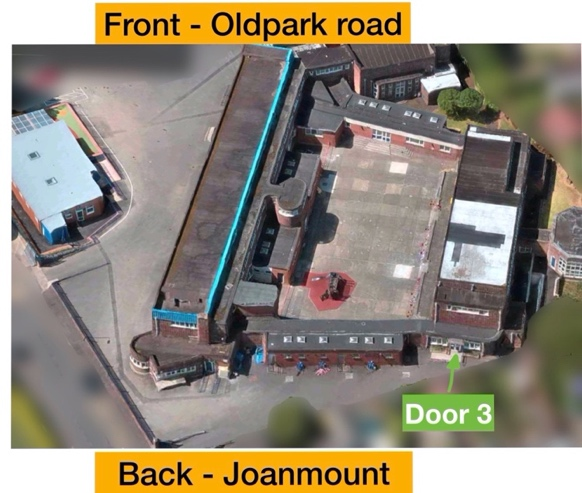 Front - Oldpark road
Door 3
Back - Joanmount